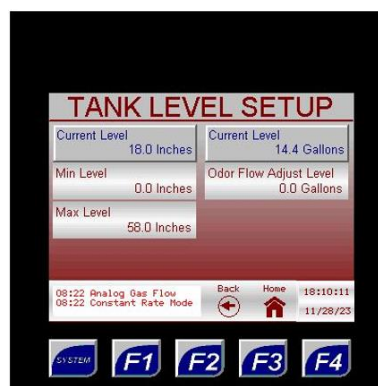 TANK LEVEL SETUP
Current Level
18.0 Inches
Current Level
14.4 Gallons
Min Level
0.0 Inches
Odor Flow Adjust Level
0.0 Gallons
Max Level
58.0 Inches
08:22 Analog Gas Flow
08:22 Constant Rate Mode
Back
Home
18:10:11
11/28/23
SYSTEM
F1
F2
F3
F4